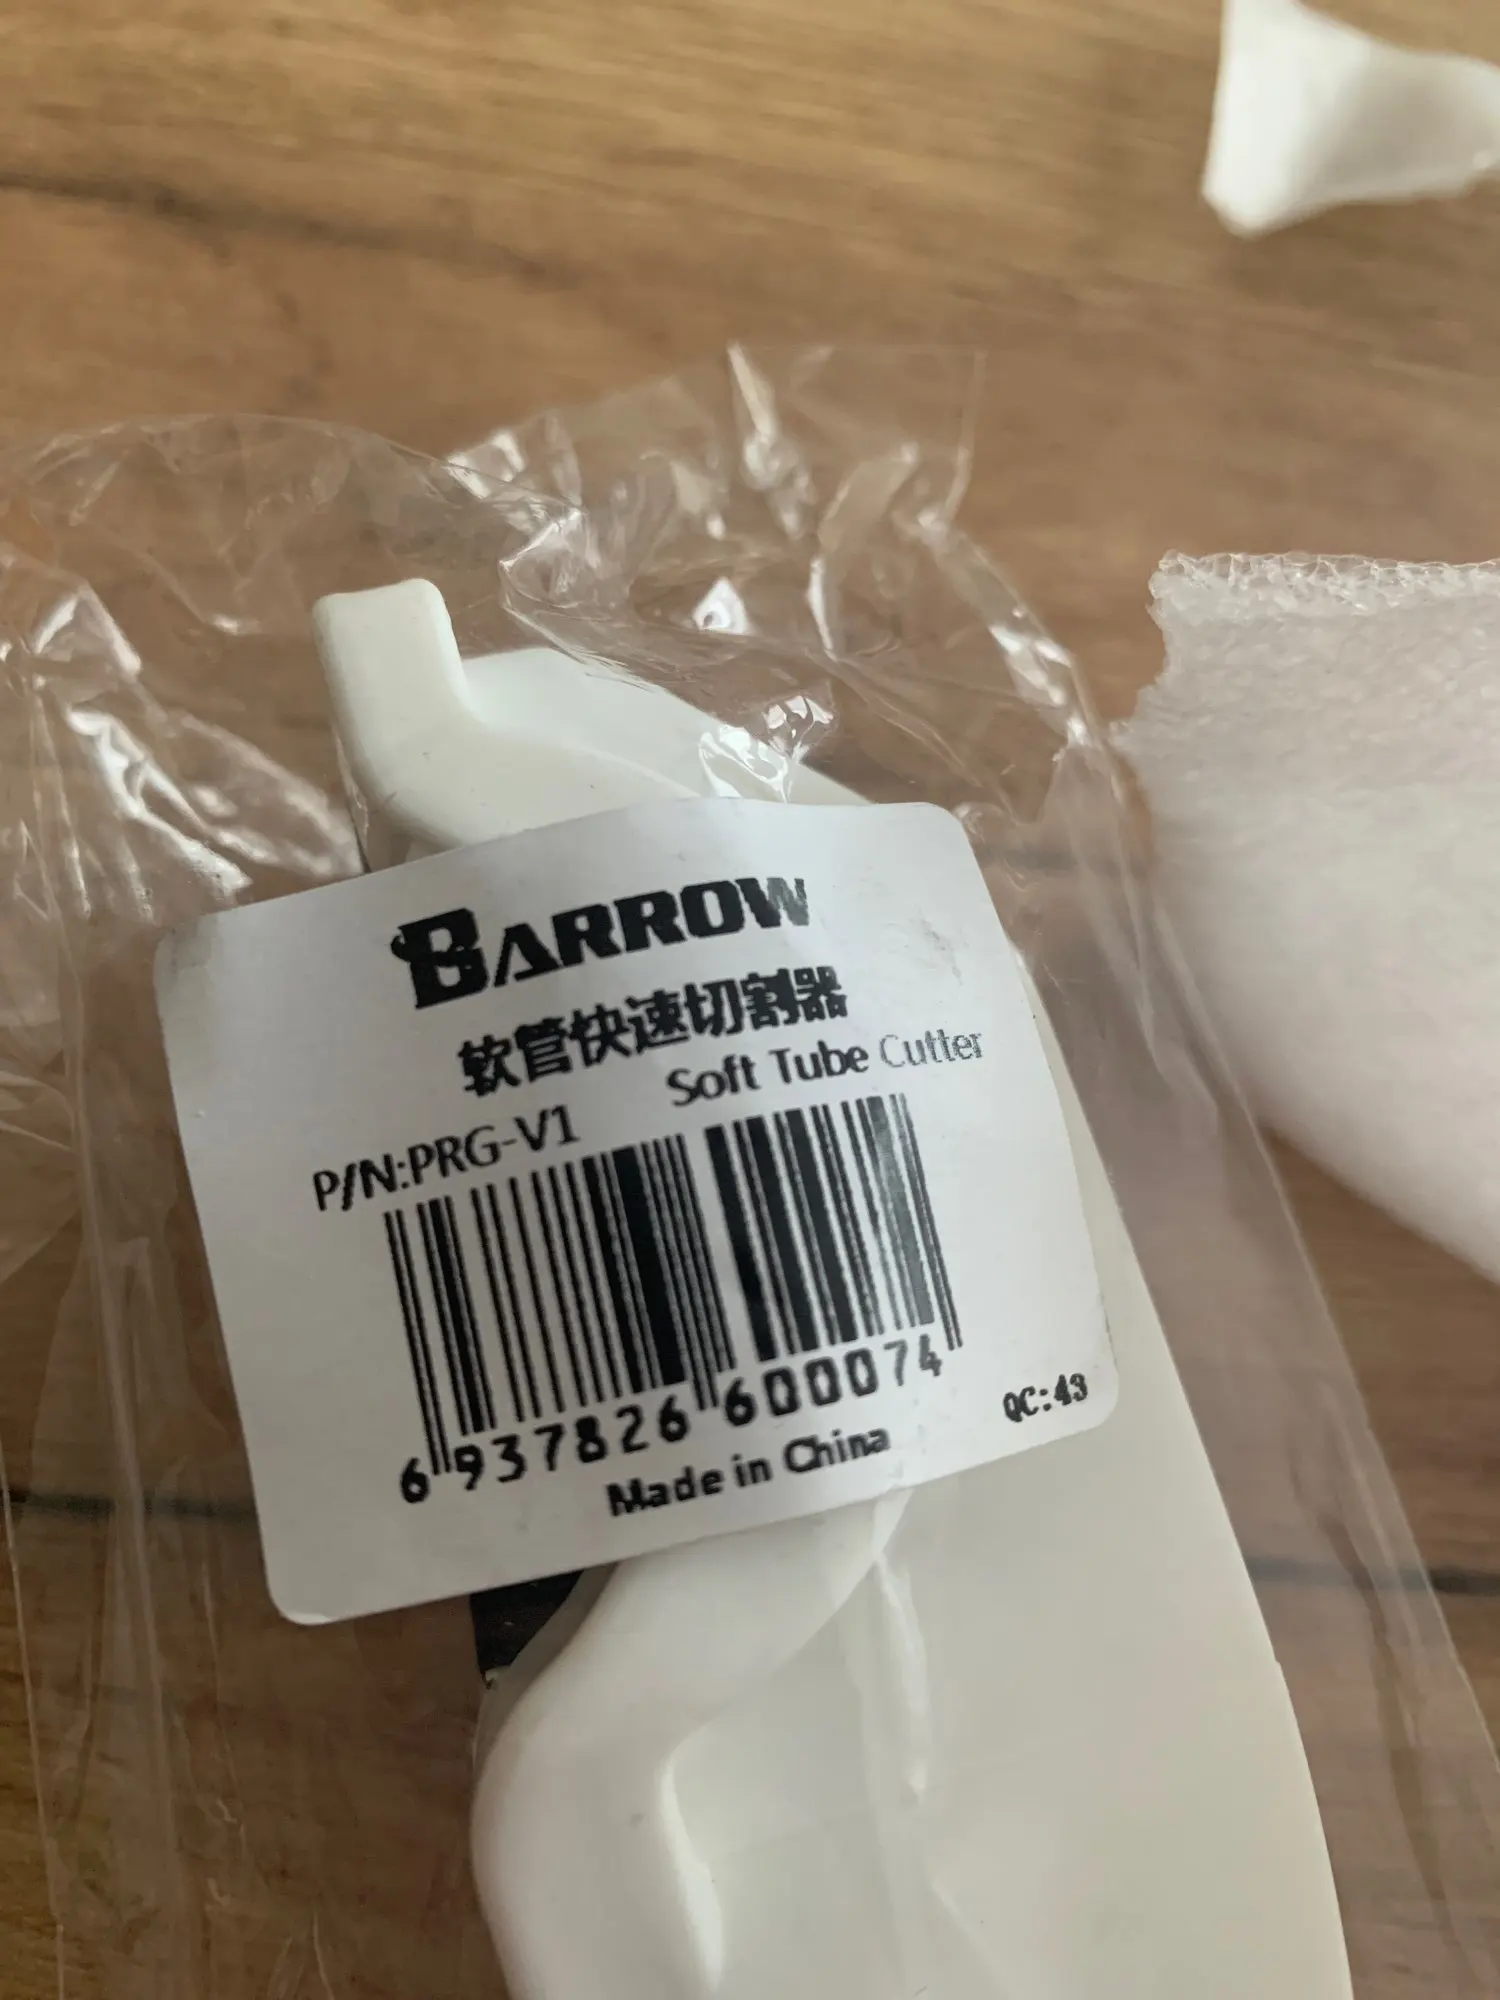 BARROW
软管快速切割器
Soft Tube Cutter
P/N:PRG-V1
6 937826 600074
QC:43
Made in China